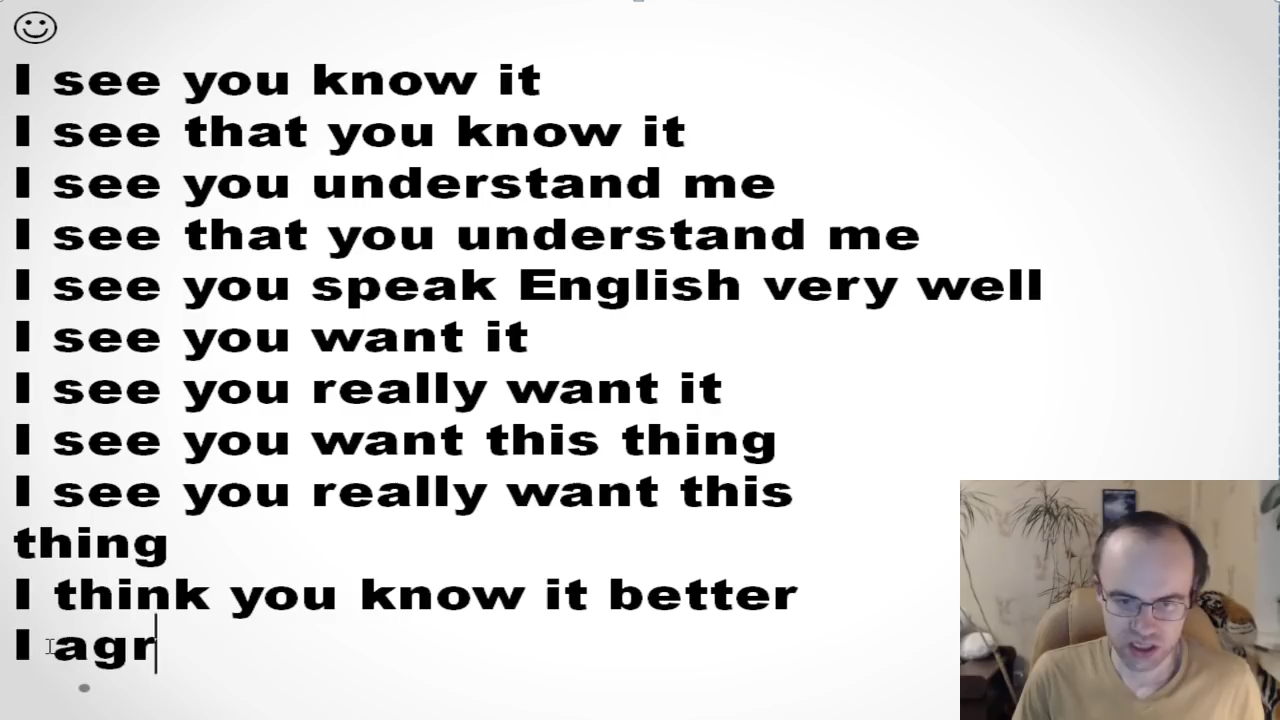 I see you know it
I see that you know it
I see you understand me
I see that you understand me
I see you speak English very well
I see you want it
I see you really want it
I see you want this thing
I see you really want this
thing
I think you know it better
I agr